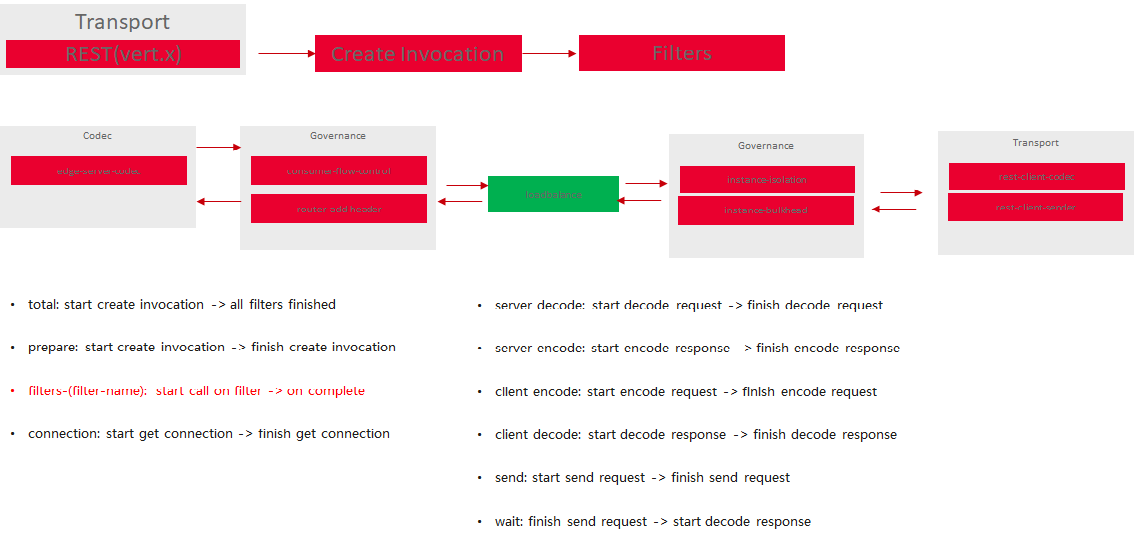 Transport
REST(vert.x)
Create Invocation
Filters
Codec
edge-server-codec
Governance
consumer-flow-control
router-add-header
loadbalance
Governance
instance-isolation
instance-bulkhead
Transport
rest-client-codec
rest-client-sender
• total: start create invocation -> all filters finished
• prepare: start create invocation -> finish create invocation
• filters-(filter-name): start call on filter -> on complete
• connection: start get connection -> finish get connection
• server decode: start decode request -> finish decode request
• server encode: start encode response -> finish encode response
• client encode: start encode request -> finish encode request
• client decode: start decode response -> finish decode response
• send: start send request -> finish send request
• wait: finish send request -> start decode response